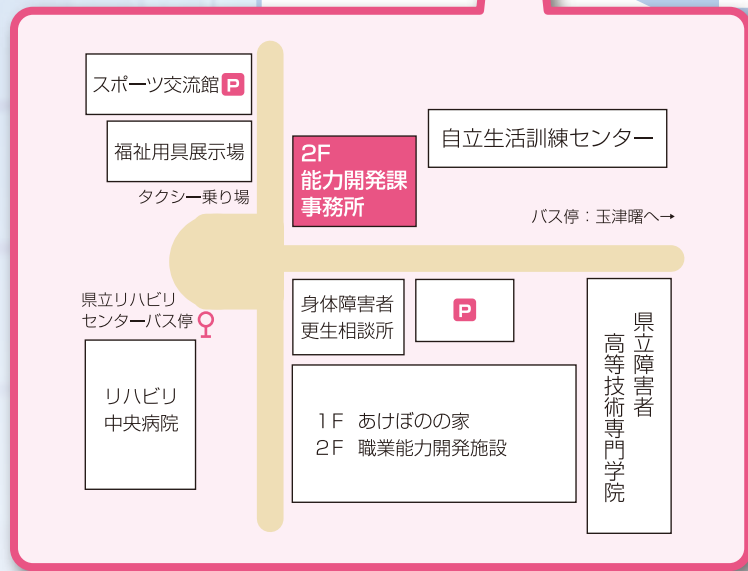 スポーツ交流館 P
福祉用具展示場
タクシー乗り場
2F
能力開発課
事務所
自立生活訓練センター
バス停：玉津曙へ→
県立リハビリ
センターバス停
身体障害者
更生相談所
P
リハビリ
中央病院
1F あけぼのの家
2F 職業能力開発施設
県立障害者
高等技術専門学院